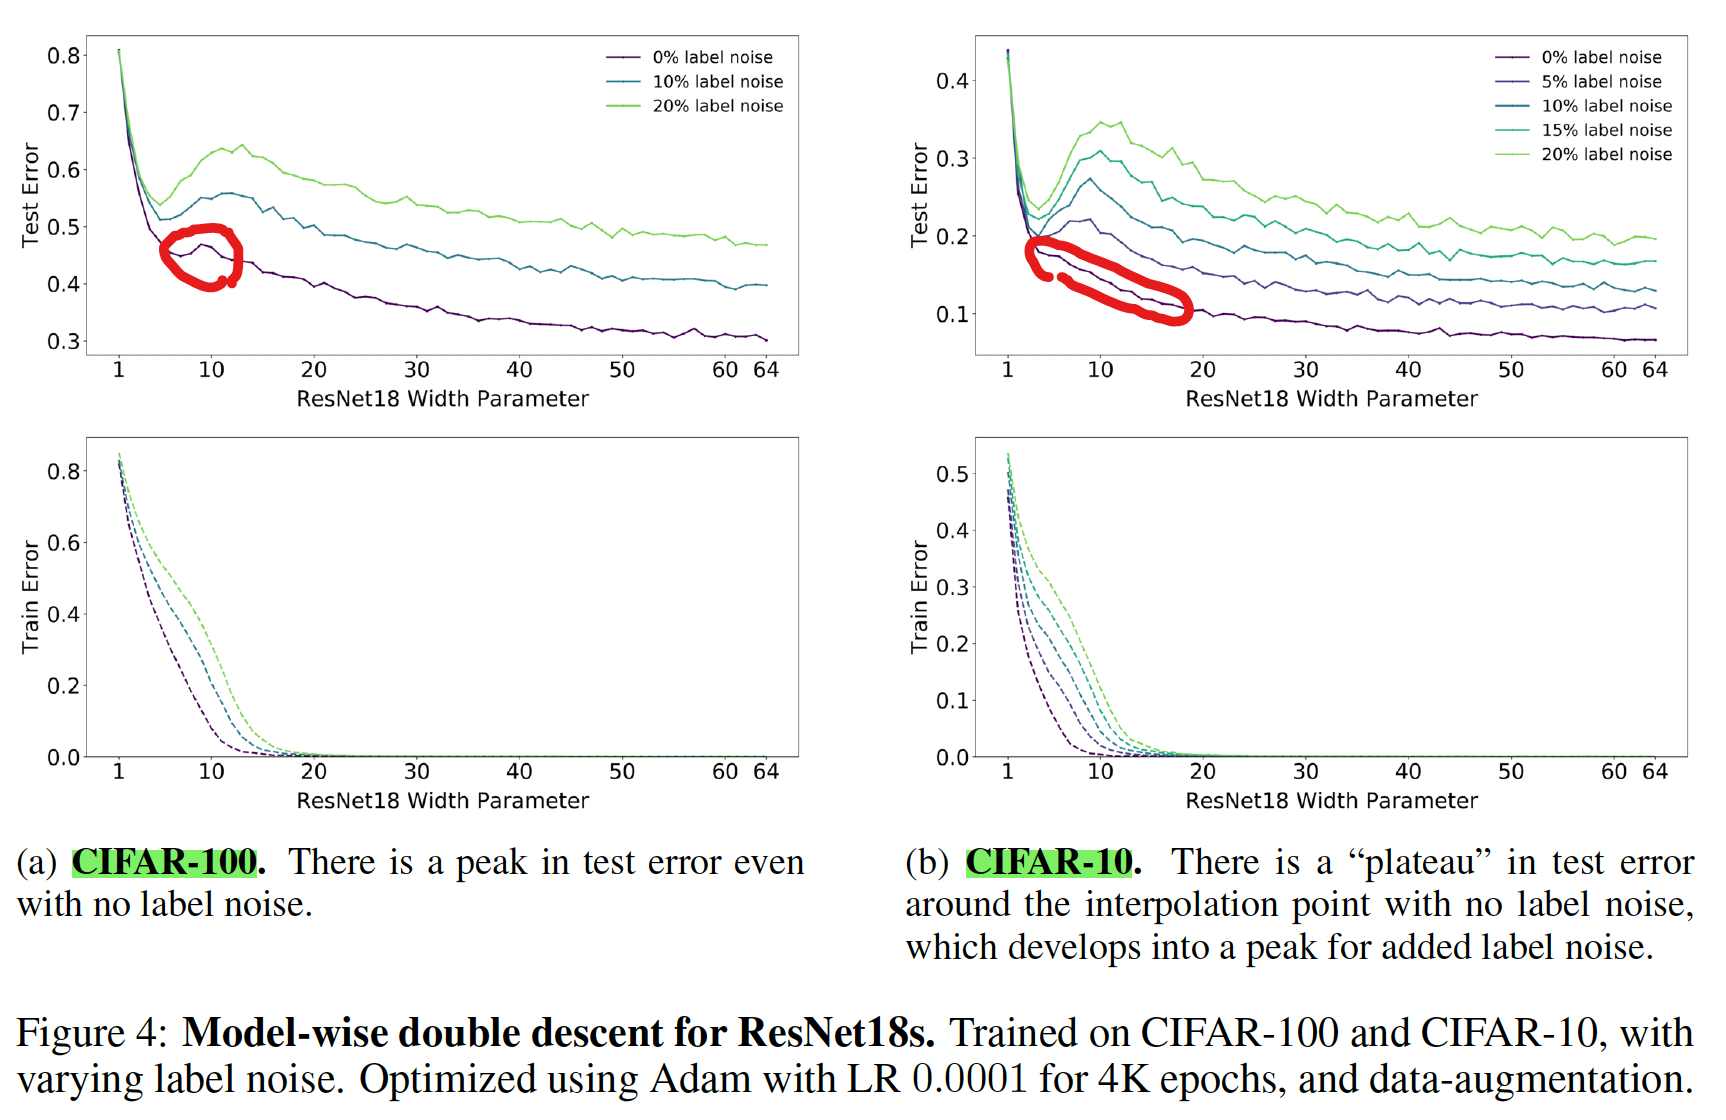 0.8
0.7
0.6
0.5
0.4
0.3
Test Error
0% label noise
10% label noise
20% label noise
1 10 20 30 40 50 60 64
ResNet18 Width Parameter
0.4
0.3
0.2
0.1
Test Error
0% label noise
5% label noise
10% label noise
15% label noise
20% label noise
1 10 20 30 40 50 60 64
ResNet18 Width Parameter
0.8
0.6
0.4
0.2
0.0
Train Error
1 10 20 30 40 50 60 64
ResNet18 Width Parameter
0.5
0.4
0.3
0.2
0.1
0.0
Train Error
1 10 20 30 40 50 60 64
ResNet18 Width Parameter
(a) CIFAR-100. There is a peak in test error even
with no label noise.
(b) CIFAR-10. There is a “plateau” in test error
around the interpolation point with no label noise,
which develops into a peak for added label noise.
Figure 4: Model-wise double descent for ResNet18s. Trained on CIFAR-100 and CIFAR-10, with
varying label noise. Optimized using Adam with LR 0.0001 for 4K epochs, and data-augmentation.